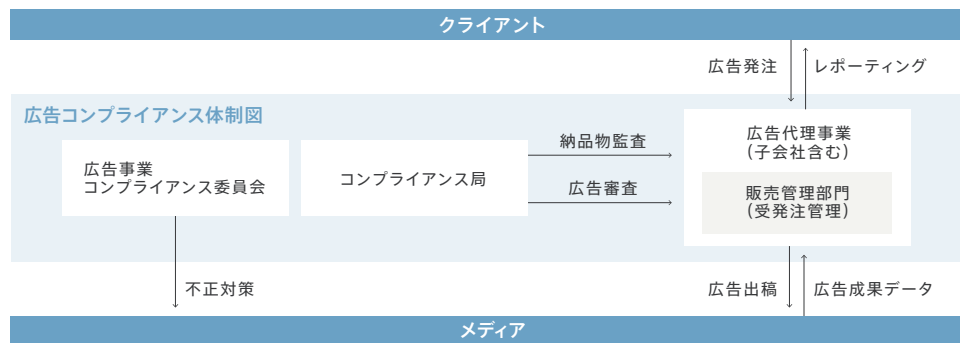 クライアント
広告発注
レポーティング
広告コンプライアンス体制図
広告事業
コンプライアンス委員会
コンプライアンス局
納品物監査
広告審査
広告代理事業
(子会社含む)
販売管理部門
(受発注管理)
不正対策
広告出稿
広告成果データ
メディア